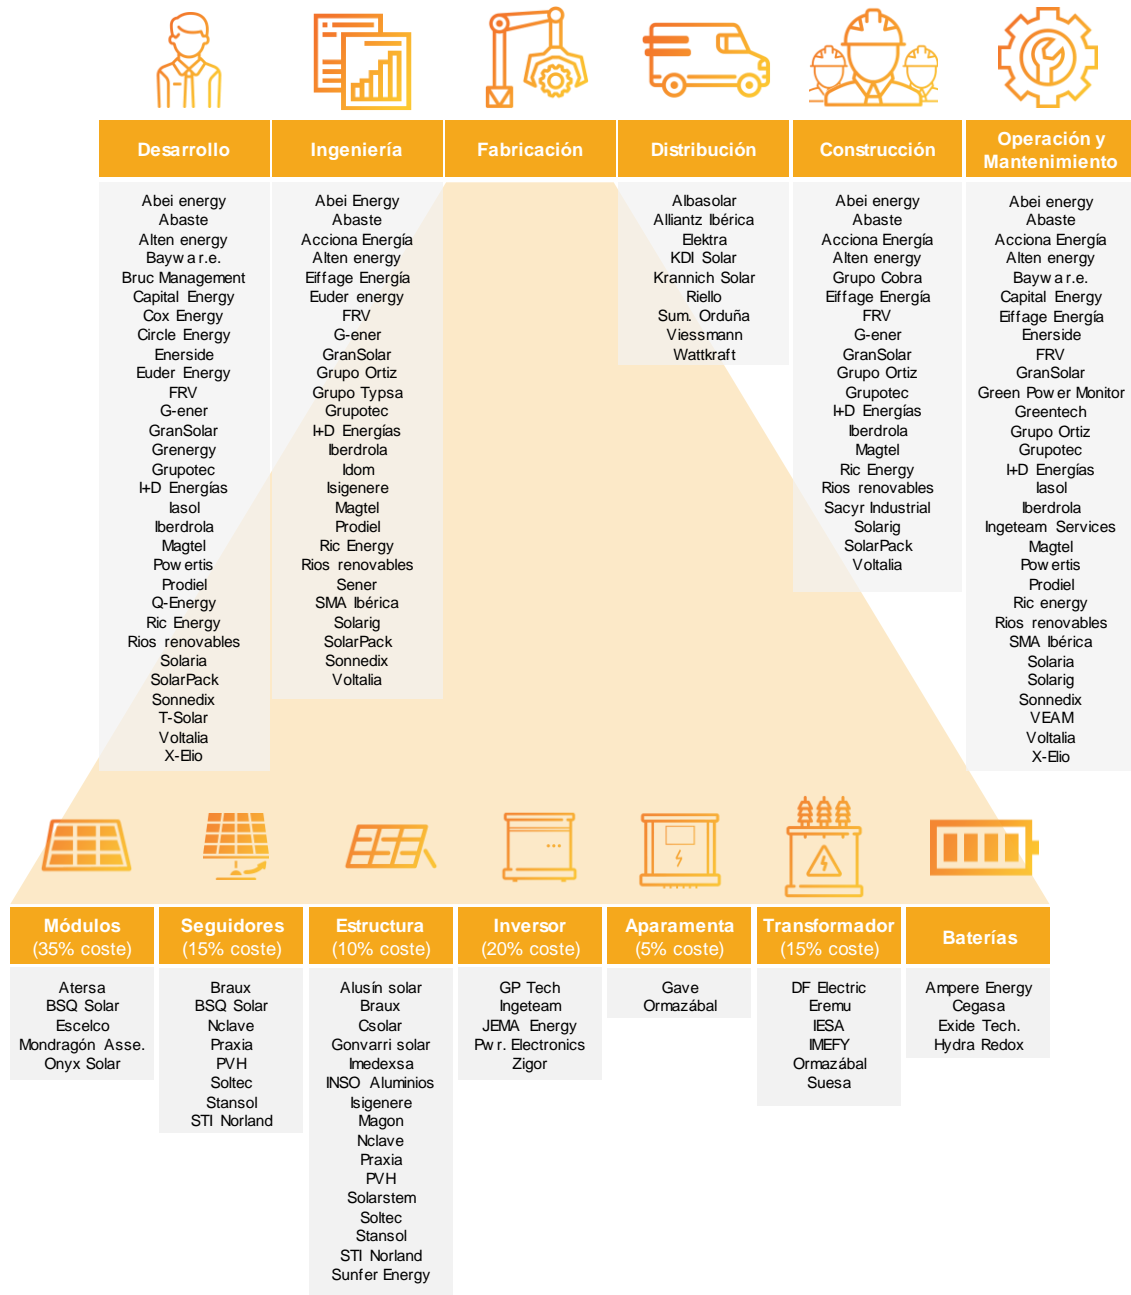 Desarrollo
Abei energy
Abaste
Alten energy
Bayw a r.e.
Bruc Management
Capital Energy
Cox Energy
Circle Energy
Enerside
Euder Energy
FRV
G-ener
GranSolar
Grenergy
Grupotec
I+D Energías
Iasol
Iberdrola
Magtel
Pow ertis
Prodiel
Q-Energy
Ric Energy
Rios renovables
Solaria
SolarPack
Sonnedix
T-Solar
Voltalia
X-Elio
Ingeniería
Abei Energy
Abaste
Acciona Energía
Alten energy
Eiffage Energía
Euder energy
FRV
G-ener
GranSolar
Grupo Ortiz
Grupo Typsa
Grupotec
I+D Energías
Iberdrola
Idom
Isigenere
Magtel
Prodiel
Ric Energy
Rios renovables
Sener
SMA Ibérica
Solarig
SolarPack
Sonnedix
Voltalia
Fabricación
Distribución
Albasolar
Alliantz Ibérica
Elektra
KDI Solar
Krannich Solar
Riello
Sum. Orduña
Viessmann
Wattkraft
Construcción
Abei energy
Abaste
Acciona Energía
Alten energy
Grupo Cobra
Eiffage Energía
FRV
G-ener
GranSolar
Grupo Ortiz
Grupotec
I+D Energías
Iberdrola
Magtel
Ric Energy
Rios renovables
Sacyr Industrial
Solarig
SolarPack
Voltalia
Operación y
Mantenimiento
Abei energy
Abaste
Acciona Energía
Alten energy
Bayw a r.e.
Capital Energy
Eiffage Energía
Enerside
FRV
GranSolar
Green Pow er Monitor
Greentech
Grupo Ortiz
Grupotec
I+D Energías
Iasol
Iberdrola
Ingeteam Services
Magtel
Pow ertis
Prodiel
Ric energy
Rios renovables
SMA Ibérica
Solaria
Solarig
Sonnedix
VEAM
Voltalia
X-Elio
Módulos
(35% coste)
Atersa
BSQ Solar
Escelco
Mondragón Asse.
Onyx Solar
Seguidores
(15% coste)
Braux
BSQ Solar
Nclave
Praxia
PVH
Soltec
Stansol
STI Norland
Estructura
(10% coste)
Alusín solar
Braux
Csolar
Gonvarri solar
Imedexsa
INSO Aluminios
Isigenere
Magon
Nclave
Praxia
PVH
Solarstem
Soltec
Stansol
STI Norland
Sunfer Energy
Inversor
(20% coste)
GP Tech
Ingeteam
JEMA Energy
Pw r. Electronics
Zigor
Aparamenta
(5% coste)
Gave
Ormazábal
Transformador
(15% coste)
DF Electric
Eremu
IESA
IMEFY
Ormazábal
Suesa
Baterías
Ampere Energy
Cegasa
Exide Tech.
Hydra Redox